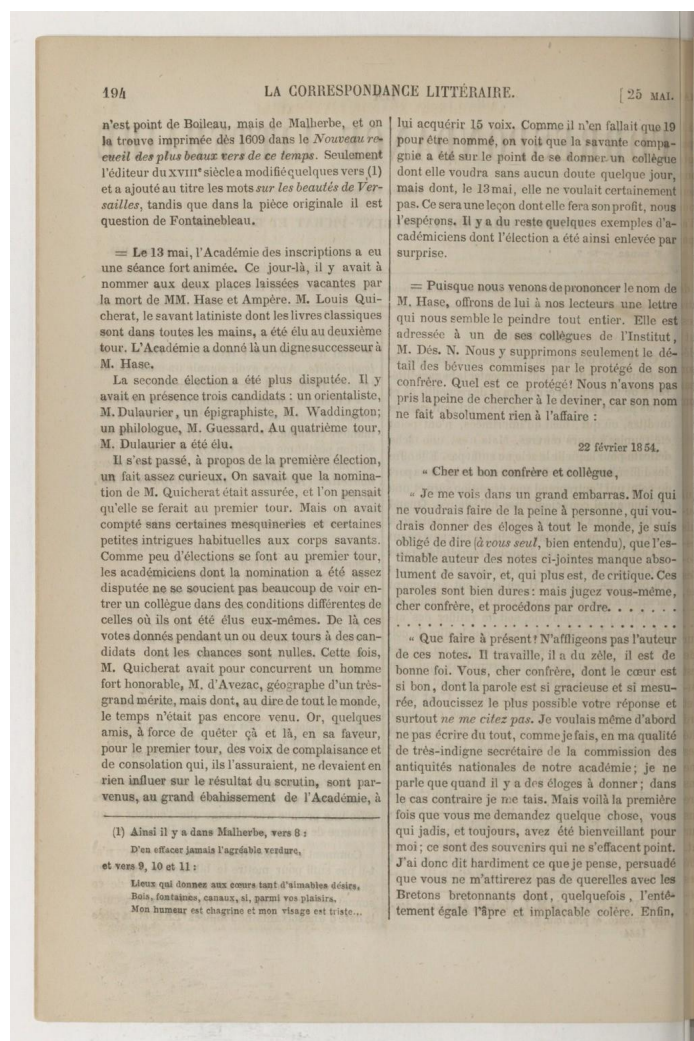 194
LA CORRESPONDANCE LITTÉRAIRE.
[25 MAI.
n'est point de Boileau, mais de Malherbe, et on
la trouve imprimée dès 1609 dans le Nouveau re-
cueil des plus beaux vers de ce temps. Seulement
l'éditeur du XVIIIe siècle a modifié quelques vers (1)
et a ajouté au titre les mots sur les beautés de Ver-
sailles, tandis que dans la pièce originale il est
question de Fontainebleau.
= Le 13 mai, l'Académie des inscriptions a eu
une séance fort animée. Ce jour-là, il y avait à
nommer aux deux places laissées vacantes par
la mort de MM. Hase et Ampère. M. Louis Qui-
cherat, le savant latiniste dont les livres classiques
sont dans toutes les mains, a été élu au deuxième
tour. L'Académie a donné là un digne successeur à
M. Hase.
La seconde élection a été plus disputée. Il y
avait en présence trois candidats : un orientaliste,
M. Dulaurier, un épigraphiste, M. Waddington;
un philologue, M. Guessard. Au quatrième tour,
M. Dulaurier a été élu.
Il s'est passé, à propos de la première élection,
un fait assez curieux. On savait que la nomina-
tion de M. Quicherat était assurée, et l'on pensait
qu'elle se ferait au premier tour. Mais on avait
compté sans certaines mesquineries et certaines
petites intrigues habituelles aux corps savants.
Comme peu d'élections se font au premier tour,
les académiciens dont la nomination a été assez
disputée ne se soucient pas beaucoup de voir en-
trer un collègue dans des conditions différentes de
celles où ils ont été élus eux-mêmes. De là ces
votes donnés pendant un ou deux tours à des can-
didats dont les chances sont nulles. Cette fois,
M. Quicherat avait pour concurrent un homme
fort honorable, M. d'Avezac, géographe d'un très-
grand mérite, mais dont, au dire de tout le monde,
le temps n'était pas encore venu. Or, quelques
amis, à force de quêter çà et là, en sa faveur,
pour le premier tour, des voix de complaisance et
de consolation qui, ils l'assuraient, ne devaient en
rien influer sur le résultat du scrutin, sont par-
venus, au grand ébahissement de l'Académie, à
(1) Ainsi il y a dans Malherbe, vers 8 :
D'en effacer jamais l'agréable verdure,
et vers 9, 10 et 11 :
Lieux qui donnez aux cœurs tant d'aimables désirs,
Bois, fontaines, canaux, si, parmi vos plaisirs,
Mon humeur est chagrine et mon visage est triste...
lui acquérir 15 voix. Comme il n'en fallait que 19
pour être nommé, on voit que la savante compa-
gnie a été sur le point de se donner un collègue
dont elle voudra sans aucun doute quelque jour,
mais dont, le 13 mai, elle ne voulait certainement
pas. Ce sera une leçon dont elle fera son profit, nous
l'espérons. Il y a du reste quelques exemples d'a-
cadémiciens dont l'élection a été ainsi enlevée par
surprise.
= Puisque nous venons de prononcer le nom de
M. Hase, offrons de lui à nos lecteurs une lettre
qui nous semble le peindre tout entier. Elle est
adressée à un de ses collègues de l'Institut,
M. Dés. N. Nous y supprimons seulement le dé-
tail des bévues commises par le protégé de son
confrère. Quel est ce protégé? Nous n'avons pas
pris la peine de chercher à le deviner, car son nom
ne fait absolument rien à l'affaire :
22 février 1854.
« Cher et bon confrère et collègue,
« Je me vois dans un grand embarras. Moi qui
ne voudrais faire de la peine à personne, qui vou-
drais donner des éloges à tout le monde, je suis
obligé de dire (à vous seul, bien entendu), que l'es-
timable auteur des notes ci-jointes manque abso-
lument de savoir, et, qui plus est, de critique. Ces
paroles sont bien dures : mais jugez vous-même,
cher confrère, et procédons par ordre. . . . . . .
. . . . . . . . . . . . . . . . . . . . . . . . . .
« Que faire à présent? N'affligeons pas l'auteur
de ces notes. Il travaille, il a du zèle, il est de
bonne foi. Vous, cher confrère, dont le cœur est
si bon, dont la parole est si gracieuse et si mesu-
rée, adoucissez le plus possible votre réponse et
surtout ne me citez pas. Je voulais même d'abord
ne pas écrire du tout, comme je fais, en ma qualité
de très-indigne secrétaire de la commission des
antiquités nationales de notre académie; je ne
parle que quand il y a des éloges à donner; dans
le cas contraire je me tais. Mais voilà la première
fois que vous me demandez quelque chose, vous
qui jadis, et toujours, avez été bienveillant pour
moi; ce sont des souvenirs qui ne s'effacent point.
J'ai donc dit hardiment ce que je pense, persuadé
que vous ne m'attirerez pas de querelles avec les
Bretons bretonnants dont, quelquefois, l'entê-
tement égale l'âpre et implacable colère. Enfin,